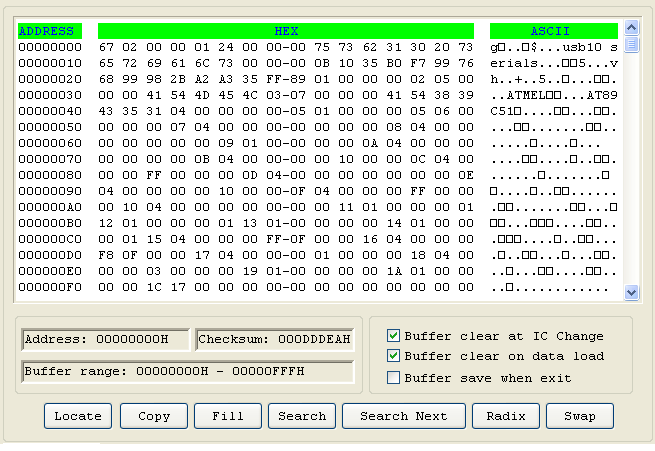 ADDRESS HEX ASCII
00000000 67 02 00 00 01 24 00 00-00 75 73 62 31 30 20 73 g□..□$...usb10 s
00000010 65 72 69 61 6C 73 00 00-00 0B 10 35 B0 F7 99 76 erials...□□5...v
00000020 68 99 98 2B A2 A3 35 FF-89 01 00 00 00 02 05 00 h..+..5..□...□□.
00000030 00 00 41 54 4D 45 4C 03-07 00 00 00 41 54 38 39 ..ATMEL□□...AT89
00000040 43 35 31 04 00 00 00 00-05 01 00 00 00 05 06 00 C51□....□□...□□.
00000050 00 00 00 07 04 00 00 00-00 00 00 00 08 04 00 00 ...□□.......□□..
00000060 00 00 00 00 00 09 01 00-00 00 00 0A 04 00 00 00 .....□□....□...
00000070 00 00 00 00 0B 04 00 00-00 00 10 00 00 0C 04 00 ....□□....□..□□.
00000080 00 00 FF 00 00 00 0D 04-00 00 00 00 00 00 00 0E ......□.......□
00000090 04 00 00 00 00 10 00 00-0F 04 00 00 00 FF 00 00 □....□..□□......
000000A0 00 10 04 00 00 00 00 00-00 00 11 01 00 00 00 01 .□□.......□□...□
000000B0 12 01 00 00 00 01 13 01-00 00 00 00 14 01 00 00 □□...□□□....□□..
000000C0 00 01 15 04 00 00 00 FF-0F 00 00 16 04 00 00 00 .□□□....□..□□...
000000D0 F8 0F 00 00 17 04 00 00-00 01 00 00 00 18 04 00 .□..□□...□...□□.
000000E0 00 00 03 00 00 00 19 01-00 00 00 00 1A 01 00 00 ..□...□□....□□..
000000F0 00 00 1C 17 00 00 00 00-00 00 00 00 00 00 00 00 ..□□............
Address: 00000000H Checksum: 000DDDEAH
Buffer range: 00000000H - 00000FFFH
Buffer clear at IC Change
Buffer clear on data load
Buffer save when exit
Locate Copy Fill Search Search Next Radix Swap